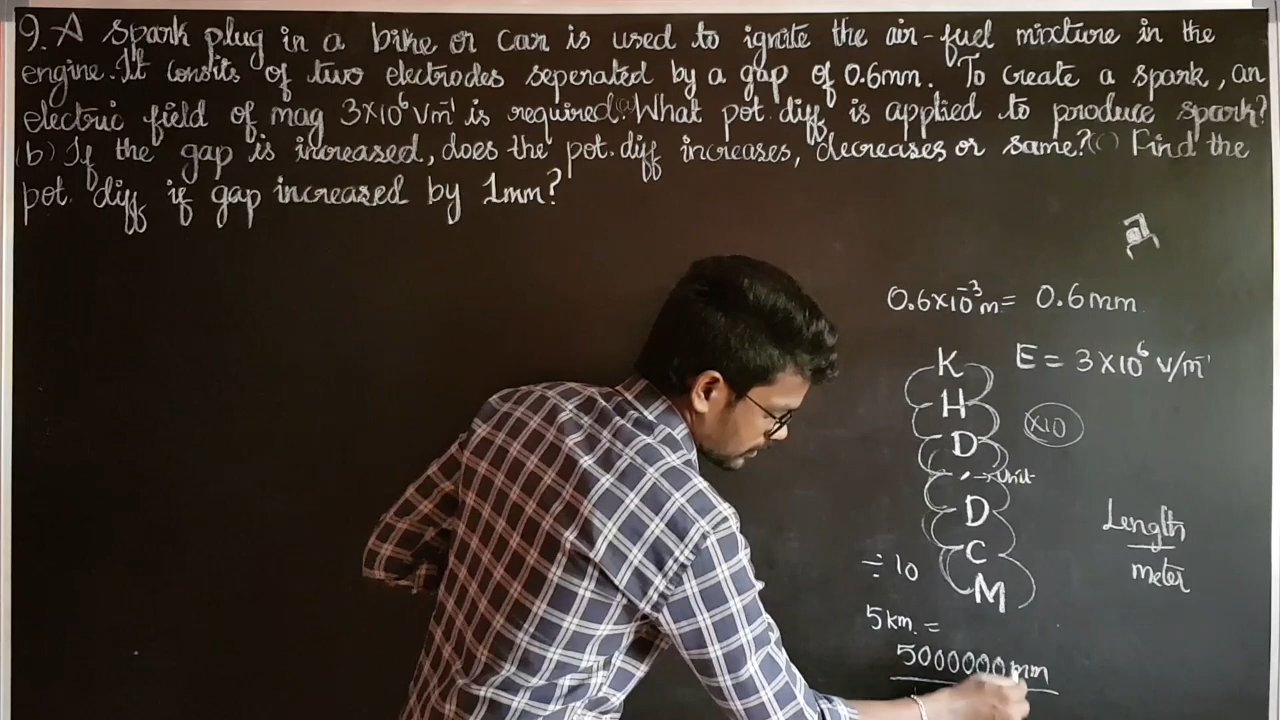 9. A spark plug in a bike or car is used to ignite the air-fuel mixture in the
engine. It consits of two electrodes seperated by a gap of 0.6mm. To create a spark, an
electric field of mag 3×10⁶ Vm⁻¹ is required. (a) What pot. diff is applied to produce spark?
(b) If the gap is increased, does the pot. diff increases, decreases or same? (c) Find the
pot. diff if gap increased by 1mm?
0.6×10⁻³m = 0.6mm
K
E = 3×10⁶ V/m⁻¹
H
×10
D
→ Unit
D
Length
meter
C
÷10
M
5km. =
5000000mm